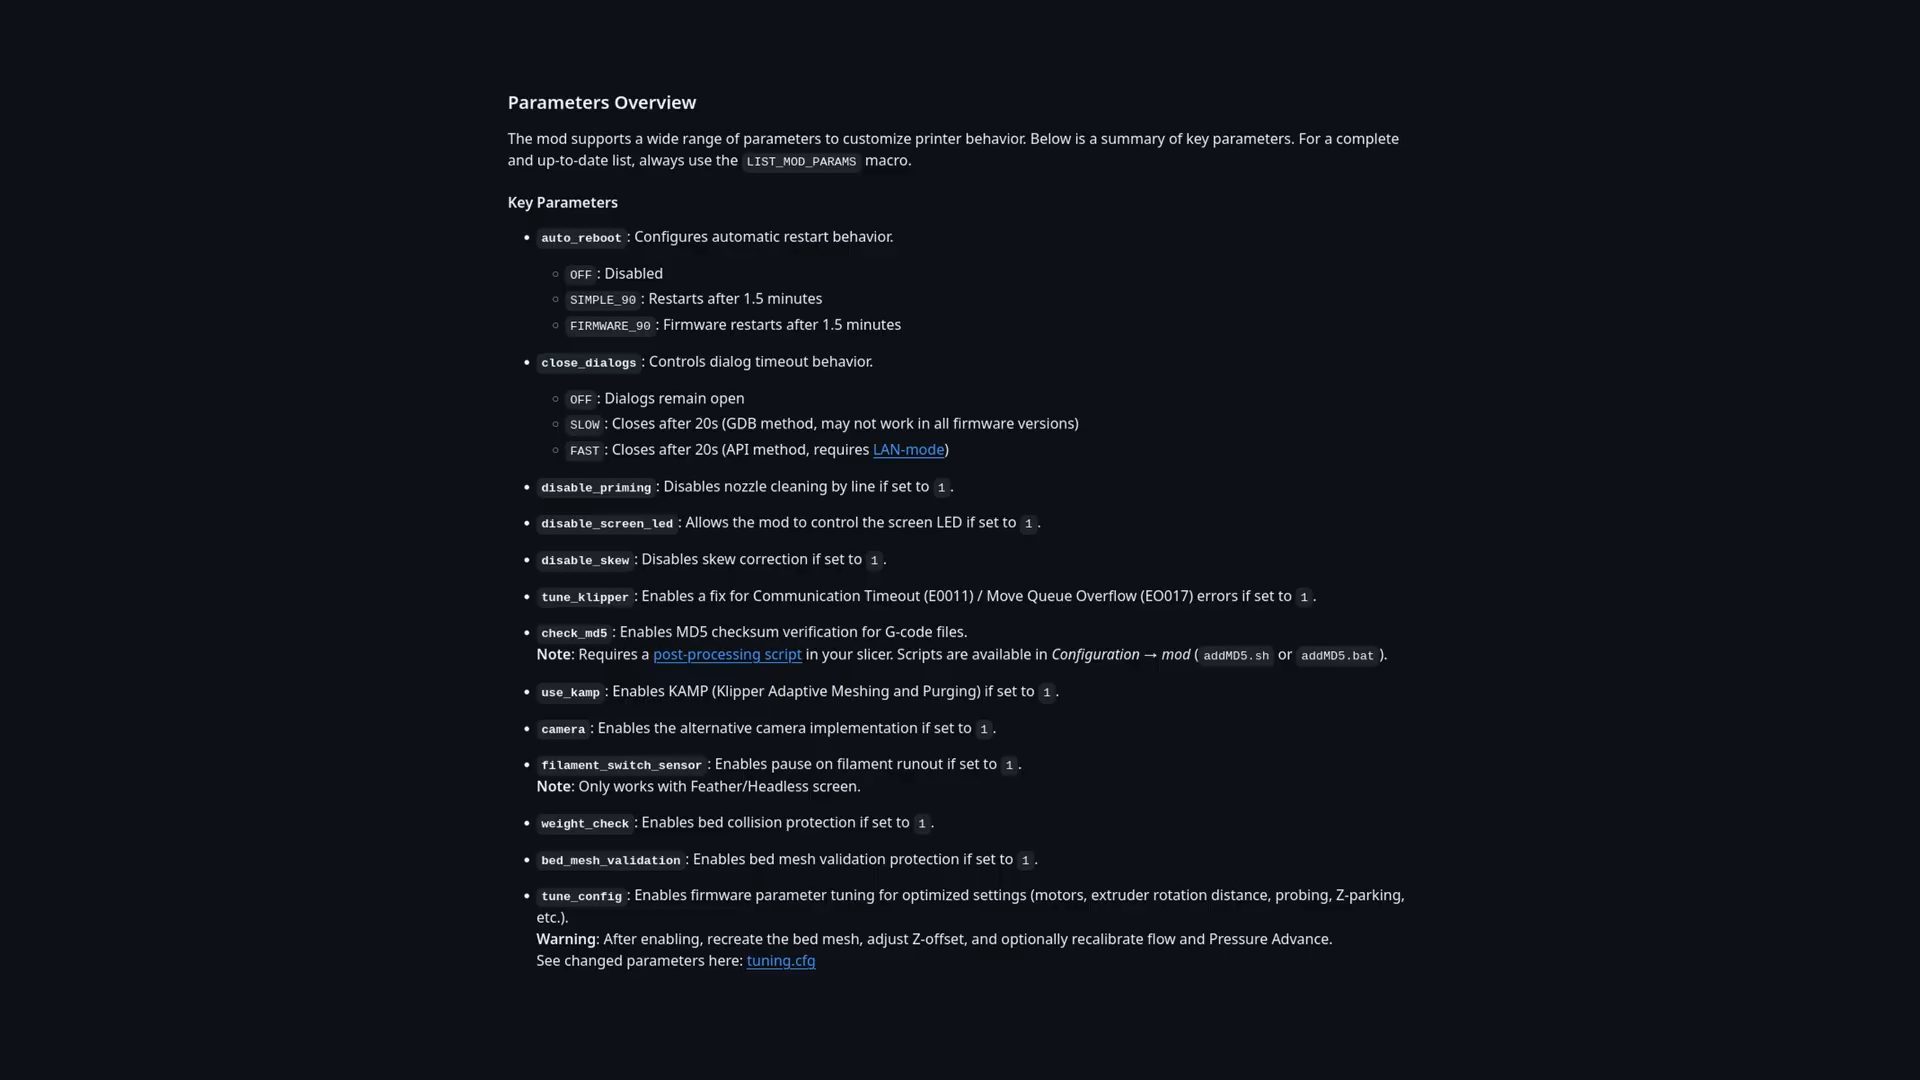 Parameters Overview
The mod supports a wide range of parameters to customize printer behavior. Below is a summary of key parameters. For a complete
and up-to-date list, always use the LIST_MOD_PARAMS macro.
Key Parameters
• auto_reboot: Configures automatic restart behavior.
○ OFF: Disabled
○ SIMPLE_90: Restarts after 1.5 minutes
○ FIRMWARE_90: Firmware restarts after 1.5 minutes
• close_dialogs: Controls dialog timeout behavior.
○ OFF: Dialogs remain open
○ SLOW: Closes after 20s (GDB method, may not work in all firmware versions)
○ FAST: Closes after 20s (API method, requires LAN-mode)
• disable_priming: Disables nozzle cleaning by line if set to 1.
• disable_screen_led: Allows the mod to control the screen LED if set to 1.
• disable_skew: Disables skew correction if set to 1.
• tune_klipper: Enables a fix for Communication Timeout (E0011) / Move Queue Overflow (EO017) errors if set to 1.
• check_md5: Enables MD5 checksum verification for G-code files.
Note: Requires a post-processing script in your slicer. Scripts are available in Configuration → mod (addMD5.sh or addMD5.bat).
• use_kamp: Enables KAMP (Klipper Adaptive Meshing and Purging) if set to 1.
• camera: Enables the alternative camera implementation if set to 1.
• filament_switch_sensor: Enables pause on filament runout if set to 1.
Note: Only works with Feather/Headless screen.
• weight_check: Enables bed collision protection if set to 1.
• bed_mesh_validation: Enables bed mesh validation protection if set to 1.
• tune_config: Enables firmware parameter tuning for optimized settings (motors, extruder rotation distance, probing, Z-parking,
etc.).
Warning: After enabling, recreate the bed mesh, adjust Z-offset, and optionally recalibrate flow and Pressure Advance.
See changed parameters here: tuning.cfg